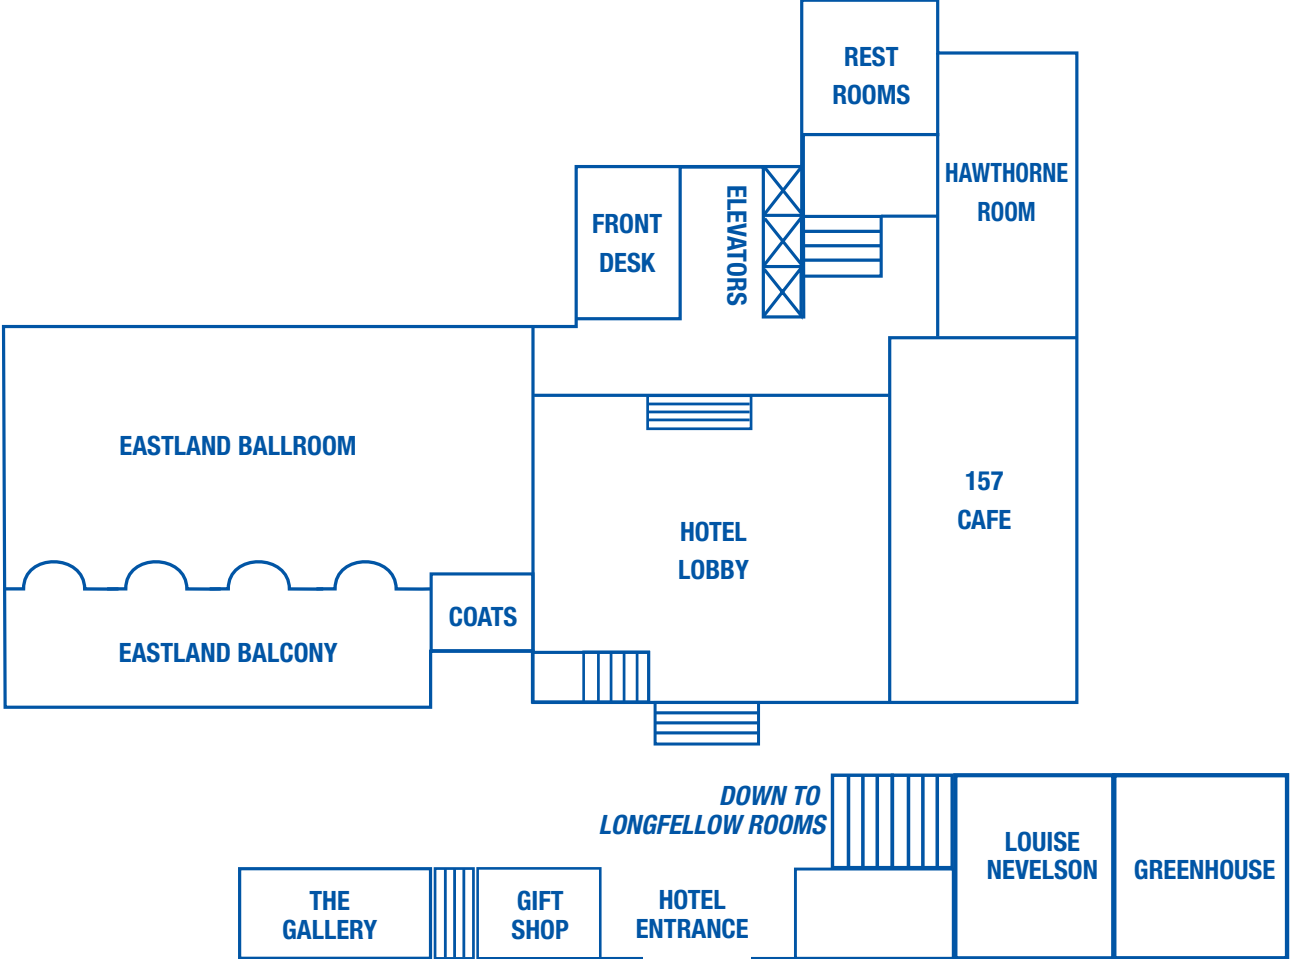 REST
ROOMS
HAWTHORNE
ROOM
FRONT
DESK
ELEVATORS
EASTLAND BALLROOM
157
CAFE
HOTEL
LOBBY
COATS
EASTLAND BALCONY
DOWN TO
LONGFELLOW ROOMS
LOUISE
NEVELSON
GREENHOUSE
THE
GALLERY
GIFT
SHOP
HOTEL
ENTRANCE